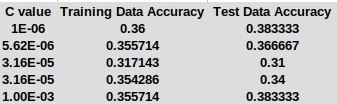 C value Training Data Accuracy Test Data Accuracy
1E-06 0.36 0.383333
5.62E-06 0.355714 0.366667
3.16E-05 0.317143 0.31
3.16E-05 0.354286 0.34
1.00E-03 0.355714 0.383333